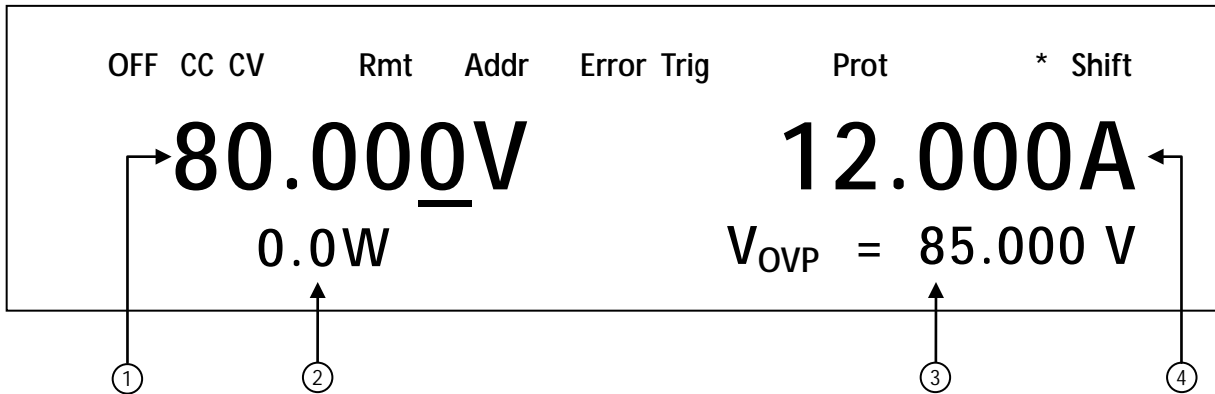 OFF CC CV Rmt Addr Error Trig Prot * Shift
80.000V 12.000A
0.0W VOVP = 85.000 V
1 2 3 4